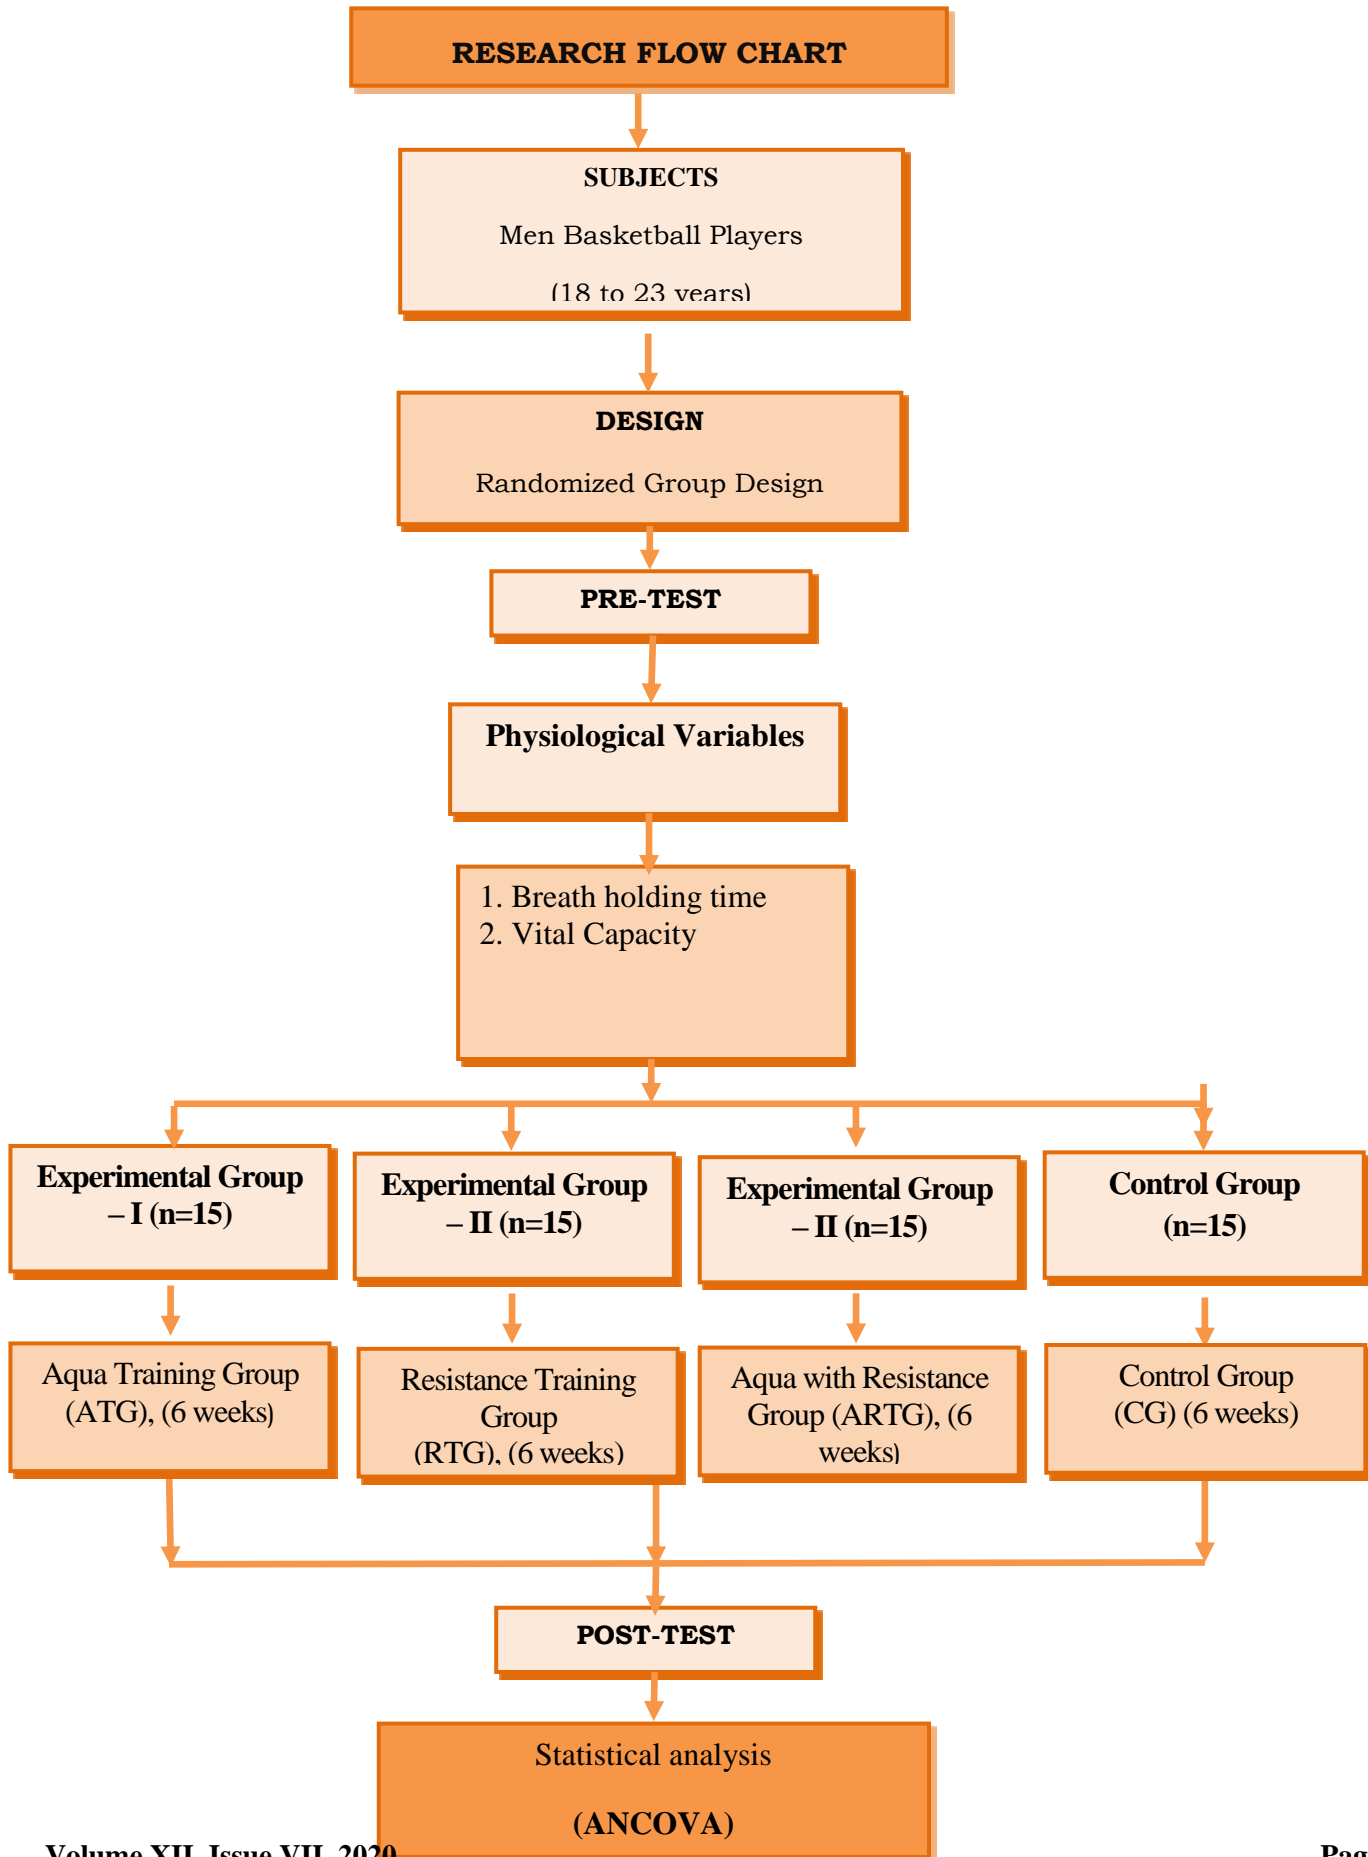 RESEARCH FLOW CHART
SUBJECTS
Men Basketball Players
(18 to 23 years)
DESIGN
Randomized Group Design
PRE-TEST
Physiological Variables
1. Breath holding time
2. Vital Capacity
Experimental Group
– I (n=15)
Experimental Group
– II (n=15)
Experimental Group
– II (n=15)
Control Group
(n=15)
Aqua Training Group
(ATG), (6 weeks)
Resistance Training
Group
(RTG), (6 weeks)
Aqua with Resistance
Group (ARTG), (6
weeks)
Control Group
(CG) (6 weeks)
POST-TEST
Statistical analysis
(ANCOVA)
Volume XII, Issue VII, 2020
Pag